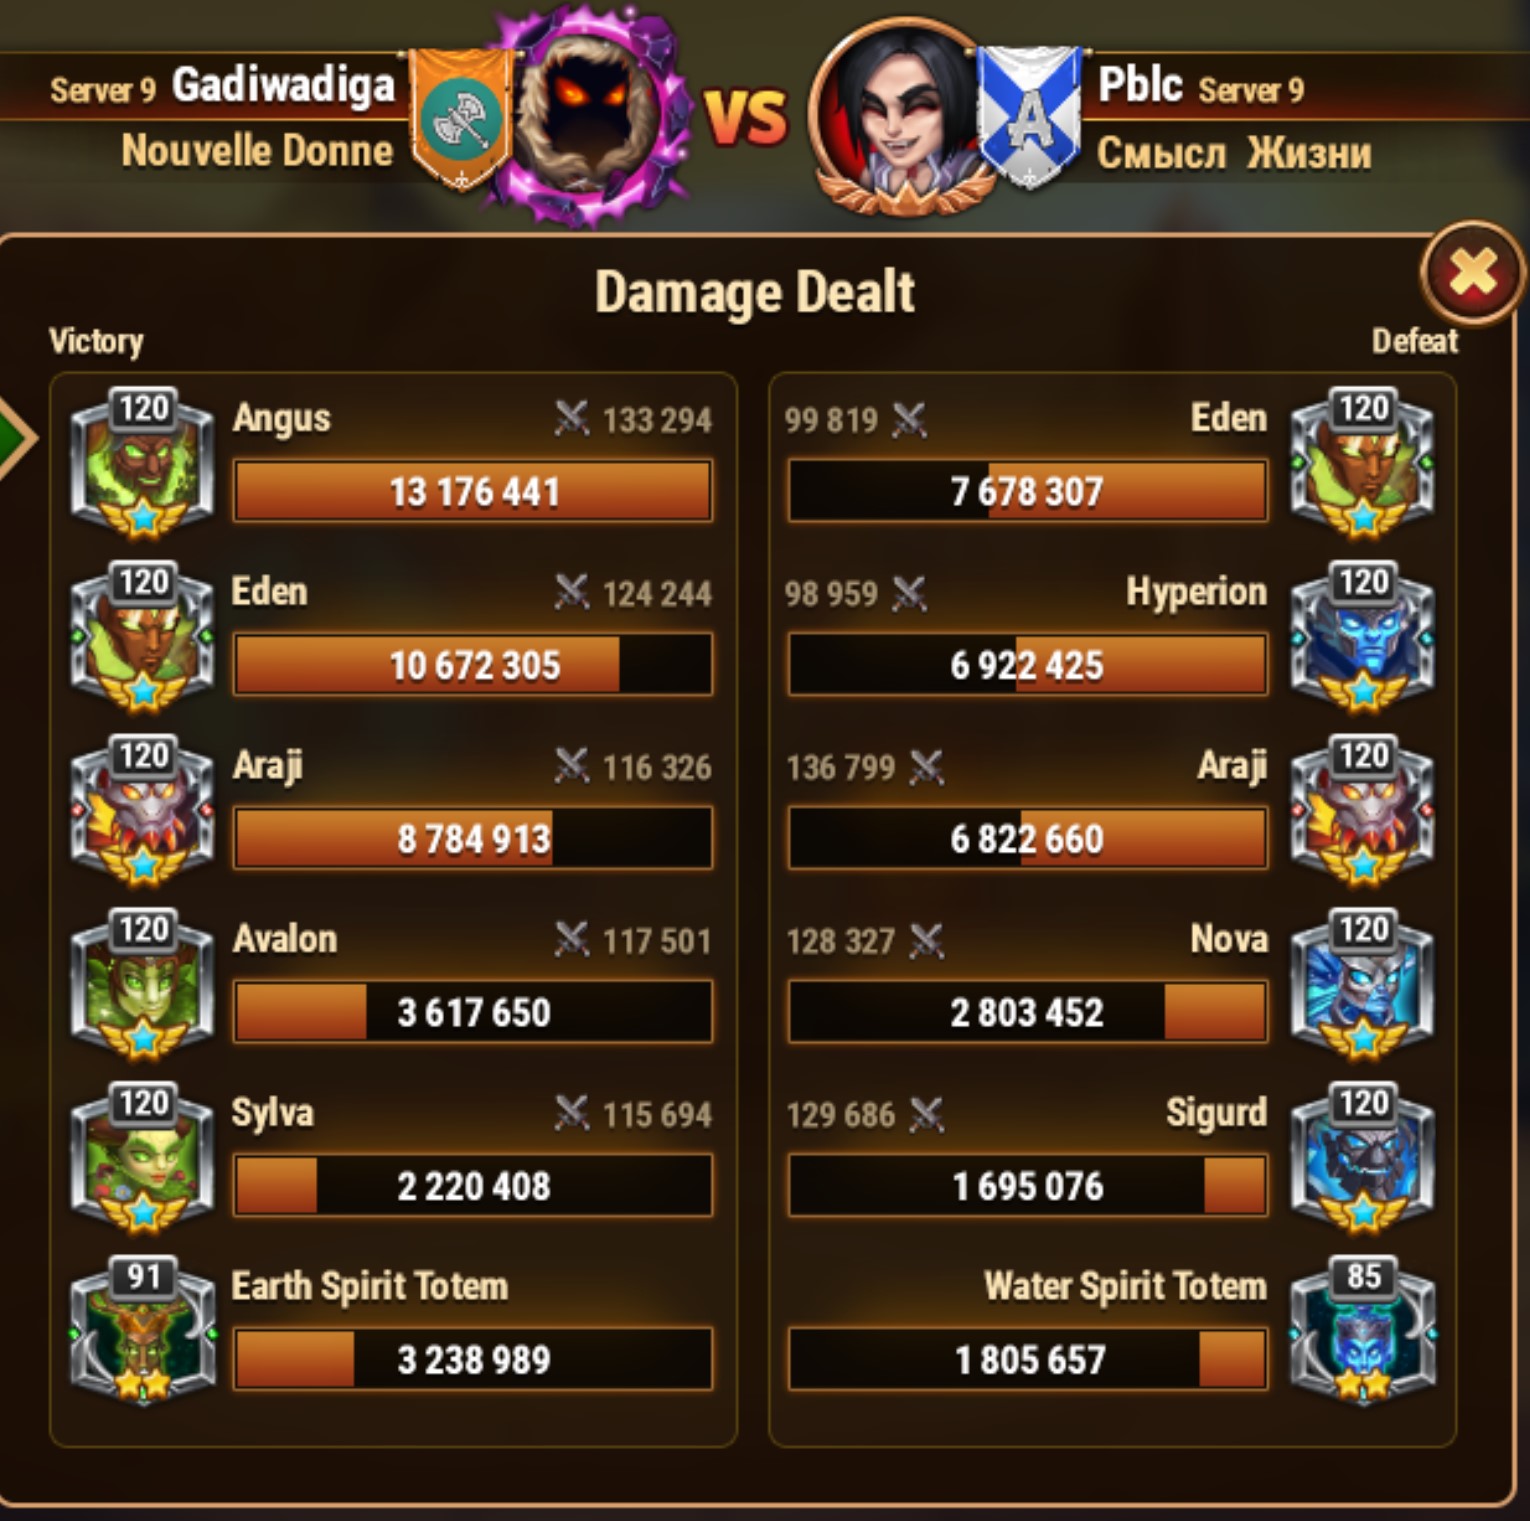 Server 9 Gadiwadiga
Nouvelle Donne
VS
A
Pblc Server 9
Смысл Жизни
Damage Dealt
Victory
Defeat
120 Angus 133 294
13 176 441
120 Eden 124 244
10 672 305
120 Araji 116 326
8 784 913
120 Avalon 117 501
3 617 650
120 Sylva 115 694
2 220 408
91 Earth Spirit Totem
3 238 989
99 819 Eden 120
7 678 307
98 959 Hyperion 120
6 922 425
136 799 Araji 120
6 822 660
128 327 Nova 120
2 803 452
129 686 Sigurd 120
1 695 076
Water Spirit Totem 85
1 805 657